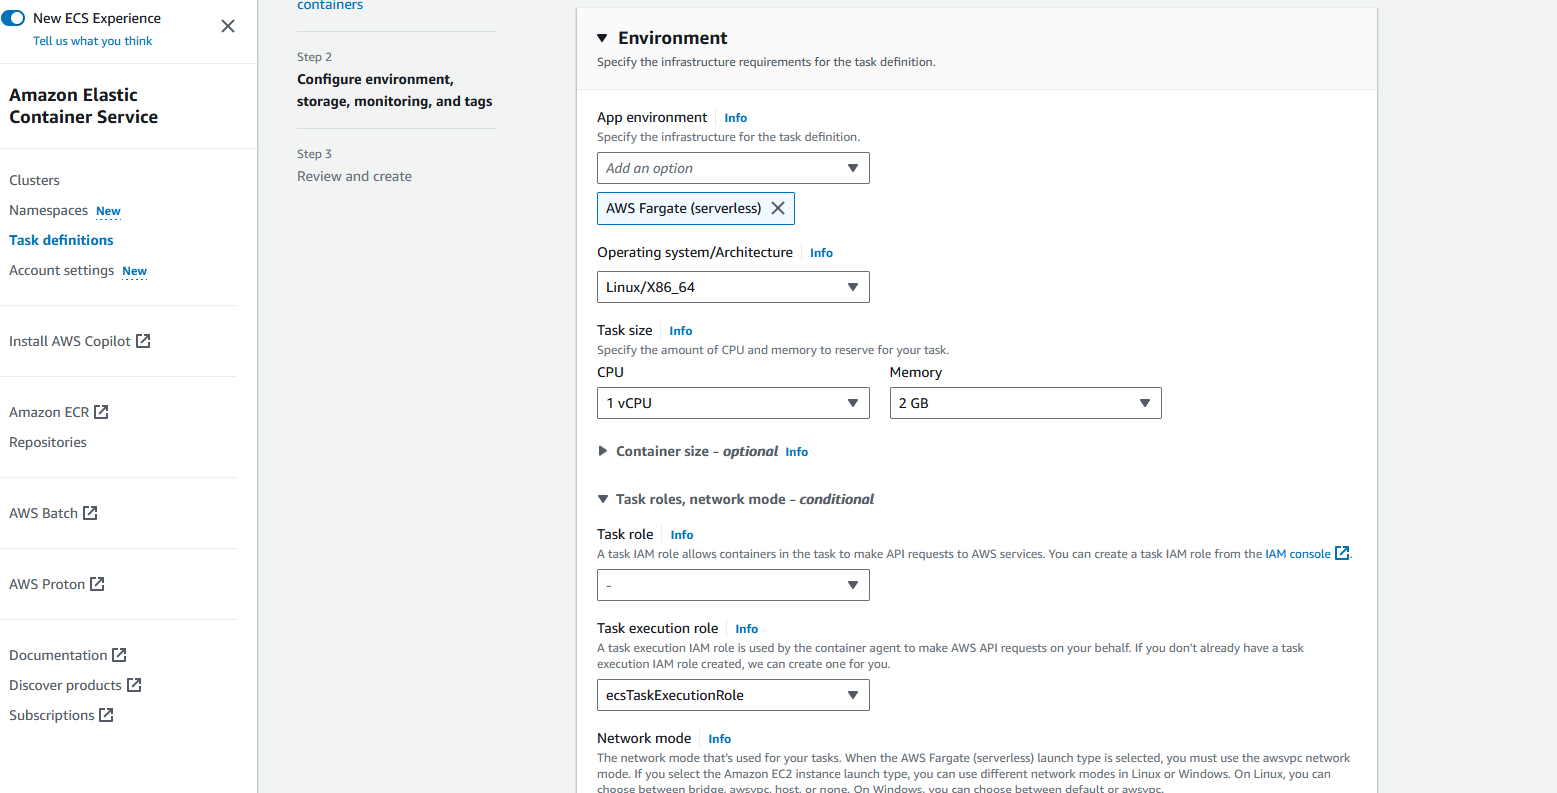 New ECS Experience
Tell us what you think
Amazon Elastic
Container Service
Clusters
Namespaces New
Task definitions
Account settings New
Install AWS Copilot
Amazon ECR
Repositories
AWS Batch
AWS Proton
Documentation
Discover products
Subscriptions
containers
Step 2
Configure environment,
storage, monitoring, and tags
Step 3
Review and create
Environment
Specify the infrastructure requirements for the task definition.
App environment Info
Specify the infrastructure for the task definition.
Add an option
AWS Fargate (serverless)
Operating system/Architecture Info
Linux/X86_64
Task size Info
Specify the amount of CPU and memory to reserve for your task.
CPU Memory
1 vCPU 2 GB
Container size - optional Info
Task roles, network mode - conditional
Task role Info
A task IAM role allows containers in the task to make API requests to AWS services. You can create a task IAM role from the IAM console.
-
Task execution role Info
A task execution IAM role is used by the container agent to make AWS API requests on your behalf. If you don't already have a task
execution IAM role created, we can create one for you.
ecsTaskExecutionRole
Network mode Info
The network mode that's used for your tasks. When the AWS Fargate (serverless) launch type is selected, you must use the awsvpc network
mode. If you select the Amazon EC2 instance launch type, you can use different network modes in Linux or Windows. On Linux, you can
choose between bridge, awsvpc, host, or none. On Windows, you can choose between default or awsvpc.